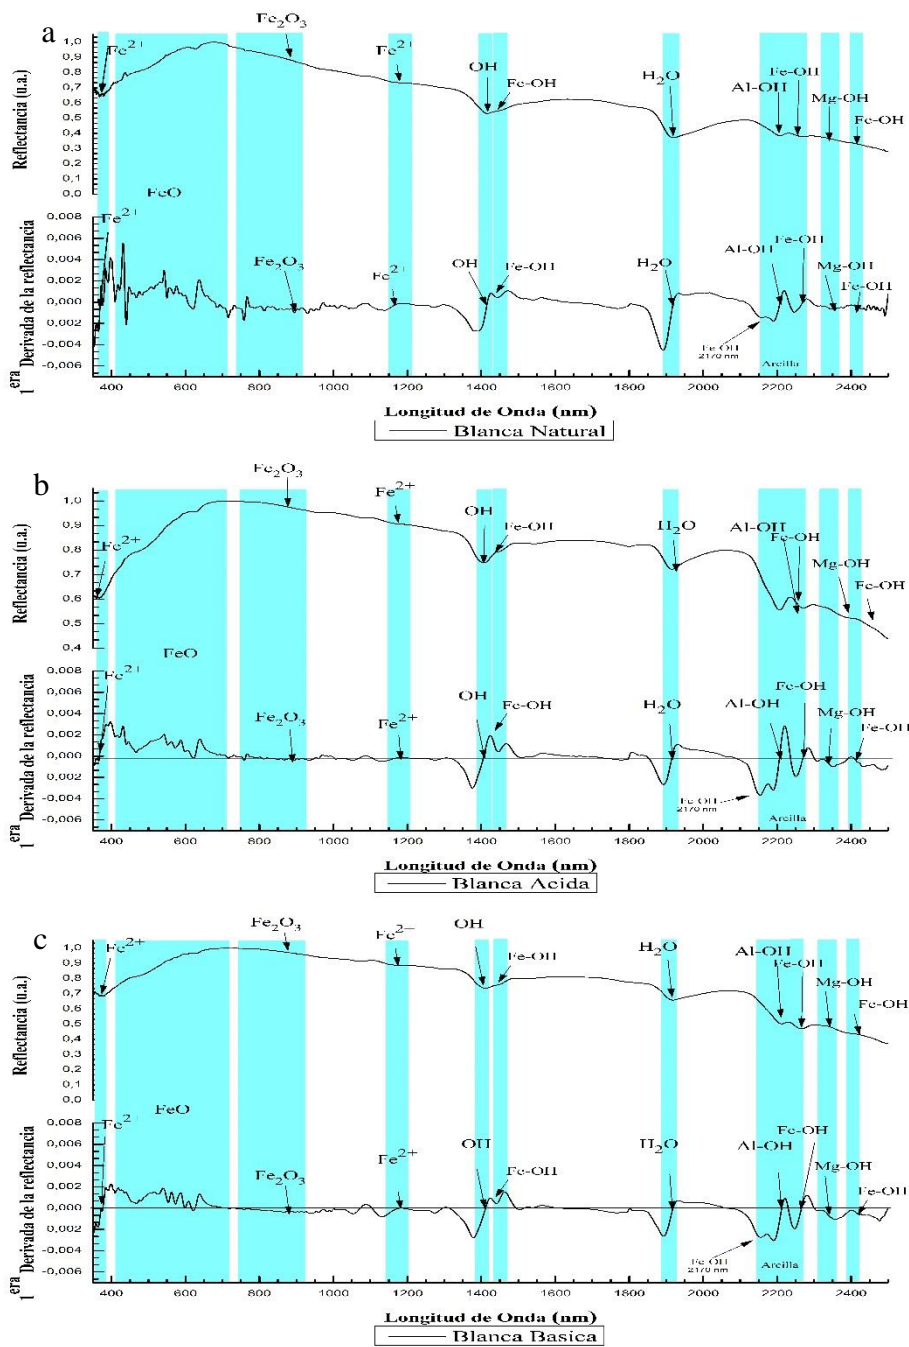 a
Fe₂O₃
Fe²⁺
Fe²⁺
OH
Fe-OH
H₂O
Al-OH
Fe-OH
Mg-OH
Fe-OH
Reflectancia (u.a.)
1,0
0,9
0,8
0,7
0,6
0,5
0,4
0,3
0,2
0,1
0,0
FeO
Fe²⁺
Fe₂O₃
Fe²⁺
OH
Fe-OH
H₂O
Al-OH
Fe-OH
Mg-OH
Fe-OH
Fe OH
2170 nm
Arcilla
1ᵉʳᵃ Derivada de la reflectancia
0,008
0,006
0,004
0,002
0,000
-0,002
-0,004
-0,006
400 600 800 1000 1200 1400 1600 1800 2000 2200 2400
Longitud de Onda (nm)
Blanca Natural
b
Fe₂O₃
Fe²⁺
Fe²⁺
OH
Fe-OH
H₂O
Al-OH
Fe-OH
Mg-OH
Fe-OH
Reflectancia (u.a.)
1,0
0,9
0,8
0,7
0,6
0,5
0,4
FeO
Fe²⁺
Fe₂O₃
Fe²⁺
OH
Fe-OH
H₂O
Al-OH
Fe-OH
Mg-OH
Fe-OH
Fe OH
2170 nm
Arcilla
1ᵉʳᵃ Derivada de la reflectancia
0,008
0,006
0,004
0,002
0,000
-0,002
-0,004
-0,006
400 600 800 1000 1200 1400 1600 1800 2000 2200 2400
Longitud de Onda (nm)
Blanca Acida
c
Fe₂O₃
Fe²⁺
Fe²⁺
OH
Fe-OH
H₂O
Al-OH
Fe-OH
Mg-OH
Fe-OH
Reflectancia (u.a.)
1,0
0,9
0,8
0,7
0,6
0,5
0,4
0,3
0,2
0,1
0,0
FeO
Fe²⁺
Fe₂O₃
Fe²⁺
OH
Fe-OH
H₂O
Al-OH
Fe-OH
Mg-OH
Fe-OH
Fe OH
2170 nm
Arcilla
1ᵉʳᵃ Derivada de la reflectancia
0,008
0,006
0,004
0,002
0,000
-0,002
-0,004
-0,006
400 600 800 1000 1200 1400 1600 1800 2000 2200 2400
Longitud de Onda (nm)
Blanca Basica